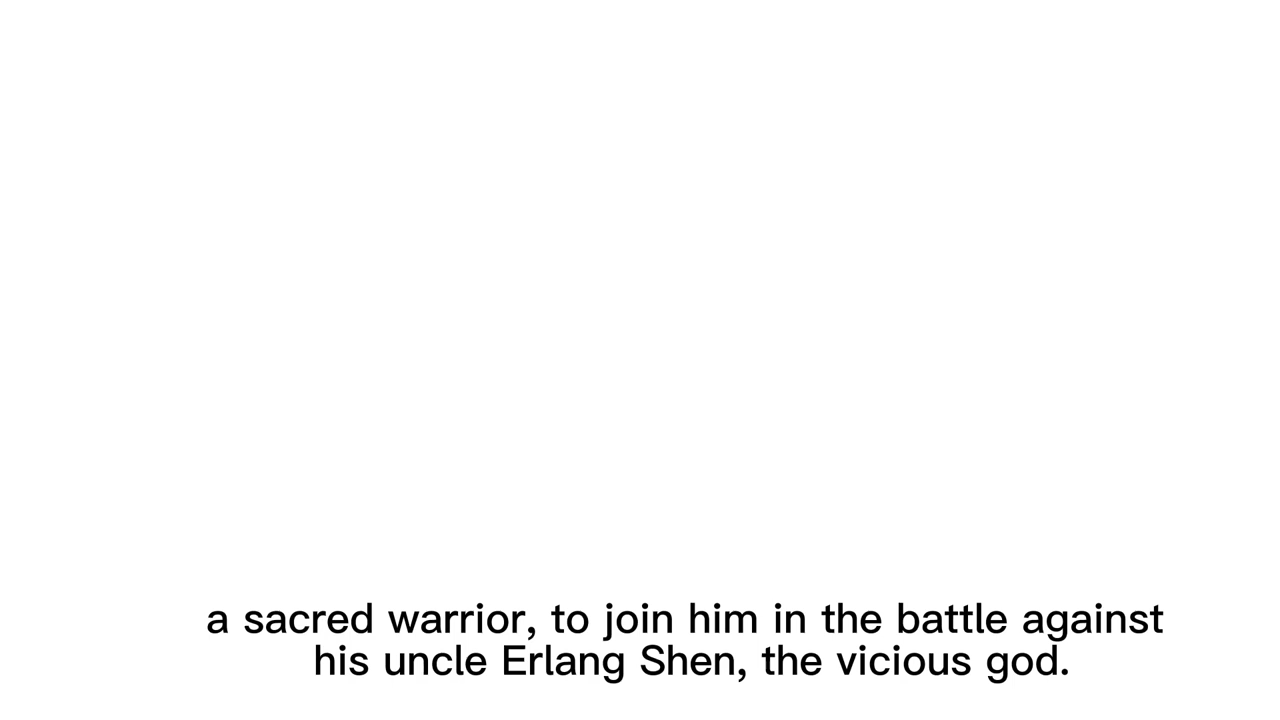 a sacred warrior, to join him in the battle against
his uncle Erlang Shen, the vicious god.